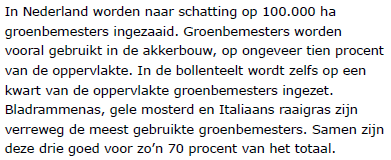 In Nederland worden naar schatting op 100.000 ha
groenbemesters ingezaaid. Groenbemesters worden
vooral gebruikt in de akkerbouw, op ongeveer tien procent
van de oppervlakte. In de bollenteelt wordt zelfs op een
kwart van de oppervlakte groenbemesters ingezet.
Bladrammenas, gele mosterd en Italiaans raaigras zijn
verreweg de meest gebruikte groenbemesters. Samen zijn
deze drie goed voor zo’n 70 procent van het totaal.